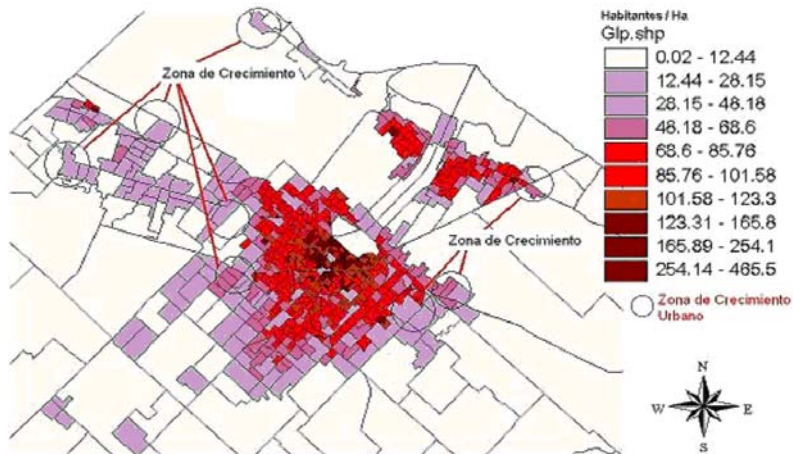 Habitantes / Ha
Glp.shp
0.02 - 12.44
12.44 - 28.15
28.15 - 48.18
48.18 - 68.6
68.6 - 85.76
85.76 - 101.58
101.58 - 123.3
123.31 - 165.8
165.89 - 254.1
254.14 - 465.5
Zona de Crecimiento
Urbano
Zona de Crecimiento
Zona de Crecimiento
N
W
E
S